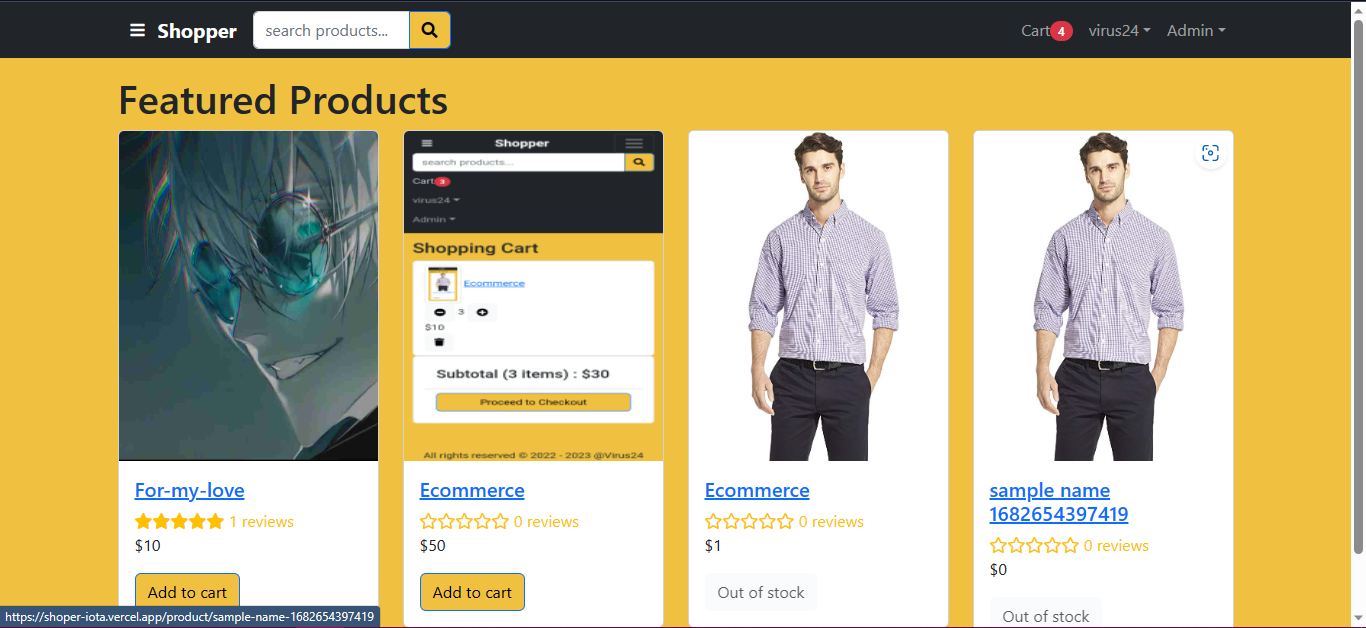 Shopper
search products...
Cart 4
virus24
Admin
Featured Products
Shopper
search products...
Cart 3
virus24
Admin
Shopping Cart
Ecommerce
3
$10
Subtotal (3 items) : $30
Proceed to Checkout
All rights reserved © 2022 - 2023 @Virus24
For-my-love
1 reviews
$10
Add to cart
Ecommerce
0 reviews
$50
Add to cart
Ecommerce
0 reviews
$1
Out of stock
sample name
1682654397419
0 reviews
$0
Out of stock
https://shoper-iota.vercel.app/product/sample-name-1682654397419